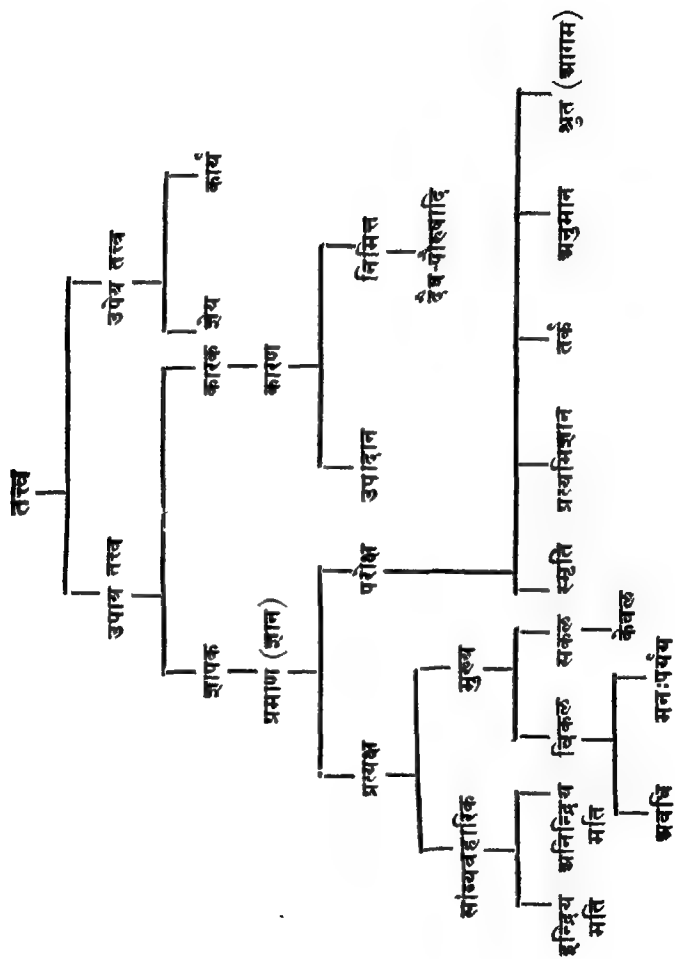 तत्त्व
उपाय तत्त्व उपेय तत्त्व
ज्ञापक कारक ज्ञेय कार्य
प्रमाण (ज्ञान) कारण
प्रत्यक्ष परोक्ष उपादान निमित्त
दैव-पौरुषादि
सांव्यवहारिक मुख्य
इन्द्रिय मति अनिन्द्रिय मति विकल सकल स्मृति प्रत्यभिज्ञान तर्क अनुमान श्रुत (आगम)
केवल
अवधि मनःपर्यय